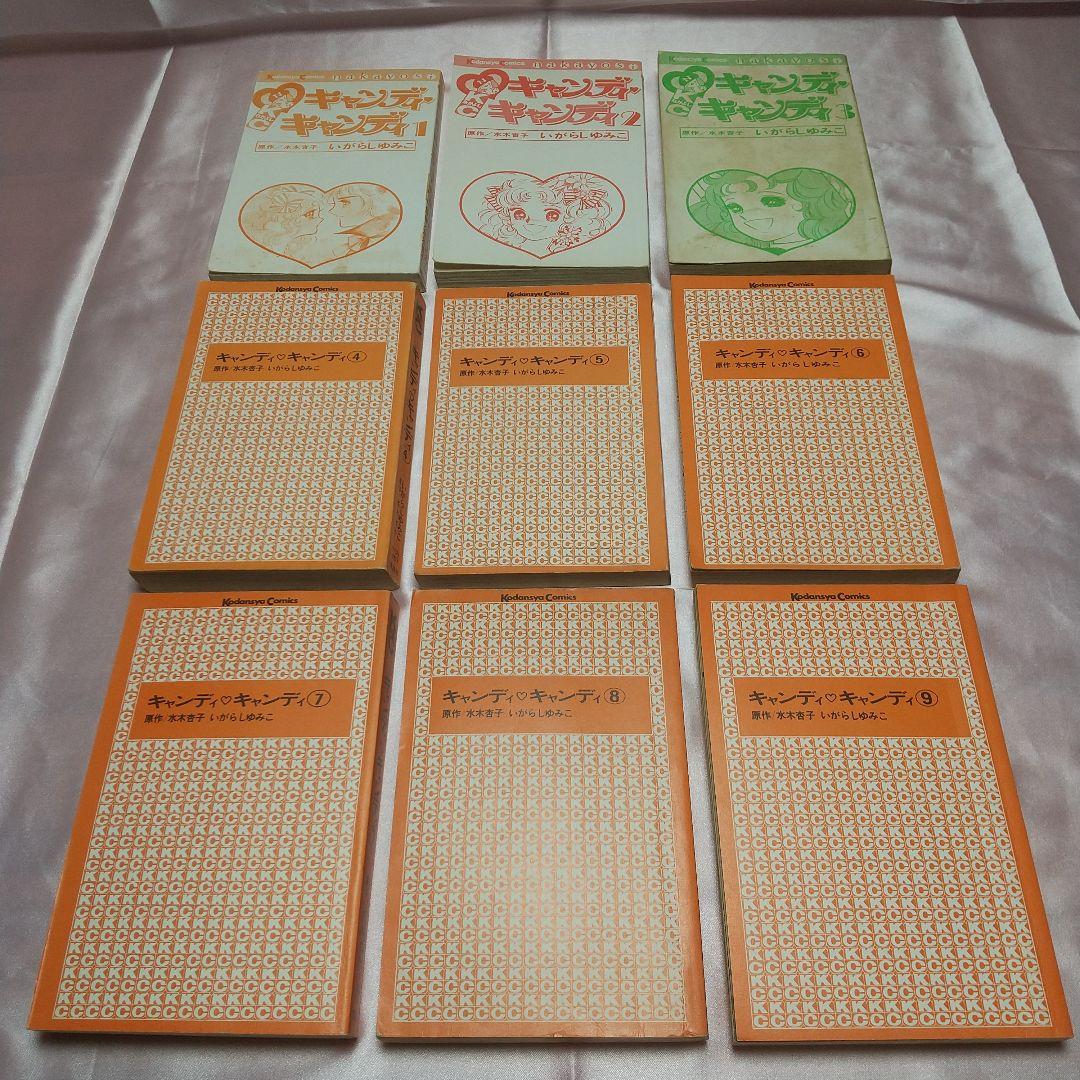 Kodansya Comics nakayosi
キャンディ
キャンディ1
原作／水木杏子 いがらしゆみこ
Kodansya Comics nakayosi
キャンディ
キャンディ2
原作／水木杏子 いがらしゆみこ
Kodansya Comics nakayosi
キャンディ
キャンディ3
原作／水木杏子 いがらしゆみこ
Kodansya Comics
キャンディ♡キャンディ④
原作/水木杏子 いがらしゆみこ
Kodansya Comics
キャンディ♡キャンディ⑤
原作/水木杏子 いがらしゆみこ
Kodansya Comics
キャンディ♡キャンディ⑥
原作/水木杏子 いがらしゆみこ
Kodansya Comics
キャンディ♡キャンディ⑦
原作/水木杏子 いがらしゆみこ
Kodansya Comics
キャンディ♡キャンディ⑧
原作/水木杏子 いがらしゆみこ
Kodansya Comics
キャンディ♡キャンディ⑨
原作/水木杏子 いがらしゆみこ